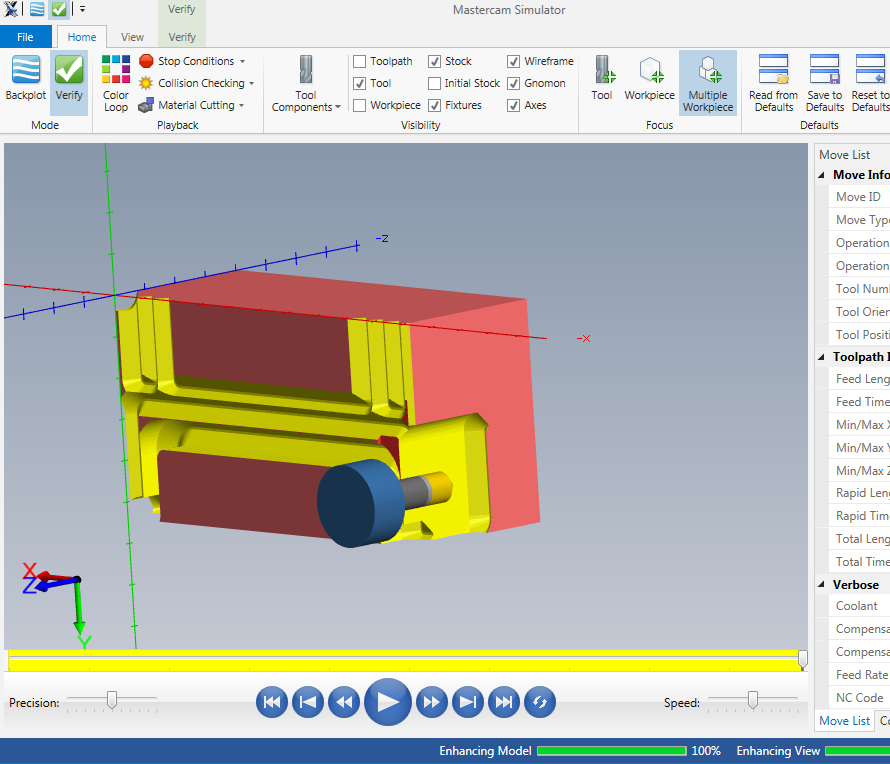 Verify
Mastercam Simulator
File
Home
View
Verify
Backplot
Verify
Mode
Color
Loop
Stop Conditions
Collision Checking
Material Cutting
Playback
Tool
Components
Toolpath
Tool
Workpiece
Stock
Initial Stock
Fixtures
Wireframe
Gnomon
Axes
Visibility
Tool
Workpiece
Multiple
Workpiece
Focus
Read from
Defaults
Save to
Defaults
Reset to
Defaults
Defaults
-Z
-X
X
Z
Y
Move List
Move Info
Move ID
Move Type
Operation
Operation
Tool Num
Tool Orien
Tool Positi
Toolpath I
Feed Leng
Feed Time
Min/Max X
Min/Max Y
Min/Max Z
Rapid Leng
Rapid Time
Total Leng
Total Time
Verbose
Coolant
Compensa
Compensa
Feed Rate
NC Code
Move List
Precision:
Speed:
Enhancing Model 100% Enhancing View